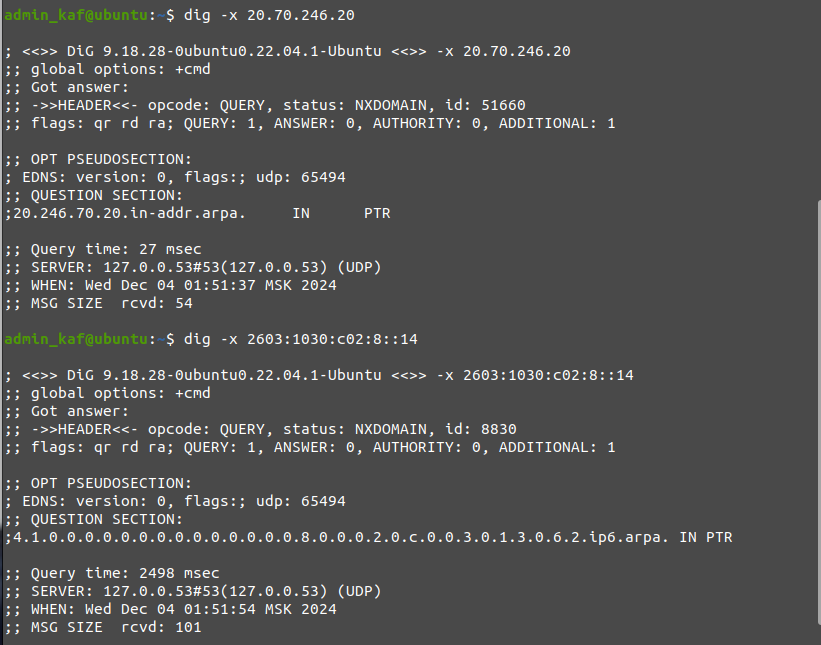 admin_kaf@ubuntu:~$ dig -x 20.70.246.20

; <<>> DiG 9.18.28-0ubuntu0.22.04.1-Ubuntu <<>> -x 20.70.246.20
;; global options: +cmd
;; Got answer:
;; ->>HEADER<<- opcode: QUERY, status: NXDOMAIN, id: 51660
;; flags: qr rd ra; QUERY: 1, ANSWER: 0, AUTHORITY: 0, ADDITIONAL: 1

;; OPT PSEUDOSECTION:
; EDNS: version: 0, flags:; udp: 65494
;; QUESTION SECTION:
;20.246.70.20.in-addr.arpa. IN PTR

;; Query time: 27 msec
;; SERVER: 127.0.0.53#53(127.0.0.53) (UDP)
;; WHEN: Wed Dec 04 01:51:37 MSK 2024
;; MSG SIZE rcvd: 54

admin_kaf@ubuntu:~$ dig -x 2603:1030:c02:8::14

; <<>> DiG 9.18.28-0ubuntu0.22.04.1-Ubuntu <<>> -x 2603:1030:c02:8::14
;; global options: +cmd
;; Got answer:
;; ->>HEADER<<- opcode: QUERY, status: NXDOMAIN, id: 8830
;; flags: qr rd ra; QUERY: 1, ANSWER: 0, AUTHORITY: 0, ADDITIONAL: 1

;; OPT PSEUDOSECTION:
; EDNS: version: 0, flags:; udp: 65494
;; QUESTION SECTION:
;4.1.0.0.0.0.0.0.0.0.0.0.0.0.0.0.8.0.0.0.2.0.c.0.0.3.0.1.3.0.6.2.ip6.arpa. IN PTR

;; Query time: 2498 msec
;; SERVER: 127.0.0.53#53(127.0.0.53) (UDP)
;; WHEN: Wed Dec 04 01:51:54 MSK 2024
;; MSG SIZE rcvd: 101